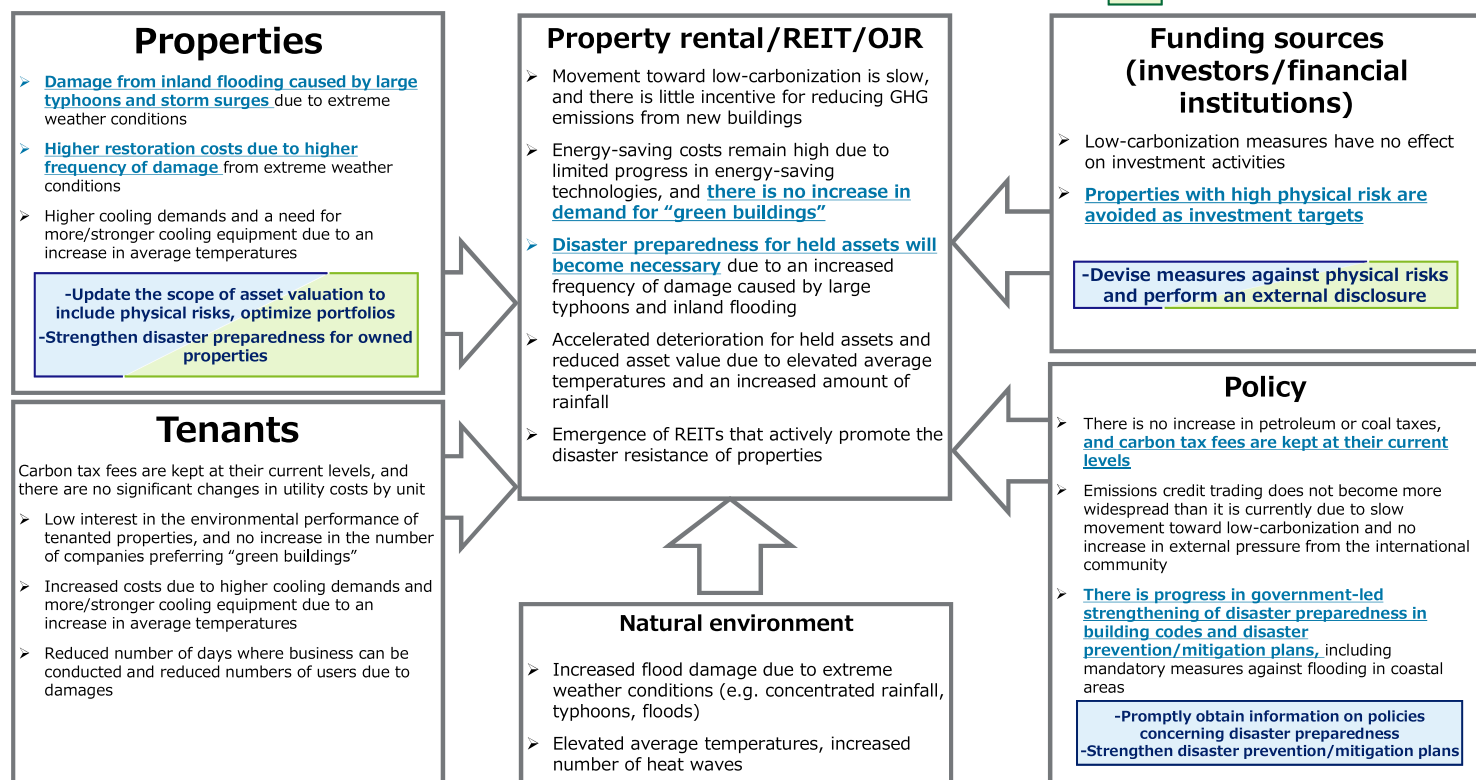 Properties
Damage from inland flooding caused by large
typhoons and storm surges due to extreme
weather conditions
Higher restoration costs due to higher
frequency of damage from extreme weather
conditions
Higher cooling demands and a need for
more/stronger cooling equipment due to an
increase in average temperatures
-Update the scope of asset valuation to
include physical risks, optimize portfolios
-Strengthen disaster preparedness for owned
properties
Tenants
Carbon tax fees are kept at their current levels, and
there are no significant changes in utility costs by unit
Low interest in the environmental performance of
tenanted properties, and no increase in the number
of companies preferring “green buildings”
Increased costs due to higher cooling demands and
more/stronger cooling equipment due to an
increase in average temperatures
Reduced number of days where business can be
conducted and reduced numbers of users due to
damages
Property rental/REIT/OJR
Movement toward low-carbonization is slow,
and there is little incentive for reducing GHG
emissions from new buildings
Energy-saving costs remain high due to
limited progress in energy-saving
technologies, and there is no increase in
demand for “green buildings”
Disaster preparedness for held assets will
become necessary due to an increased
frequency of damage caused by large
typhoons and inland flooding
Accelerated deterioration for held assets and
reduced asset value due to elevated average
temperatures and an increased amount of
rainfall
Emergence of REITs that actively promote the
disaster resistance of properties
Natural environment
Increased flood damage due to extreme
weather conditions (e.g. concentrated rainfall,
typhoons, floods)
Elevated average temperatures, increased
number of heat waves
Funding sources
(investors/financial
institutions)
Low-carbonization measures have no effect
on investment activities
Properties with high physical risk are
avoided as investment targets
-Devise measures against physical risks
and perform an external disclosure
Policy
There is no increase in petroleum or coal taxes,
and carbon tax fees are kept at their current
levels
Emissions credit trading does not become more
widespread than it is currently due to slow
movement toward low-carbonization and no
increase in external pressure from the international
community
There is progress in government-led
strengthening of disaster preparedness in
building codes and disaster
prevention/mitigation plans, including
mandatory measures against flooding in coastal
areas
-Promptly obtain information on policies
concerning disaster preparedness
-Strengthen disaster prevention/mitigation plans